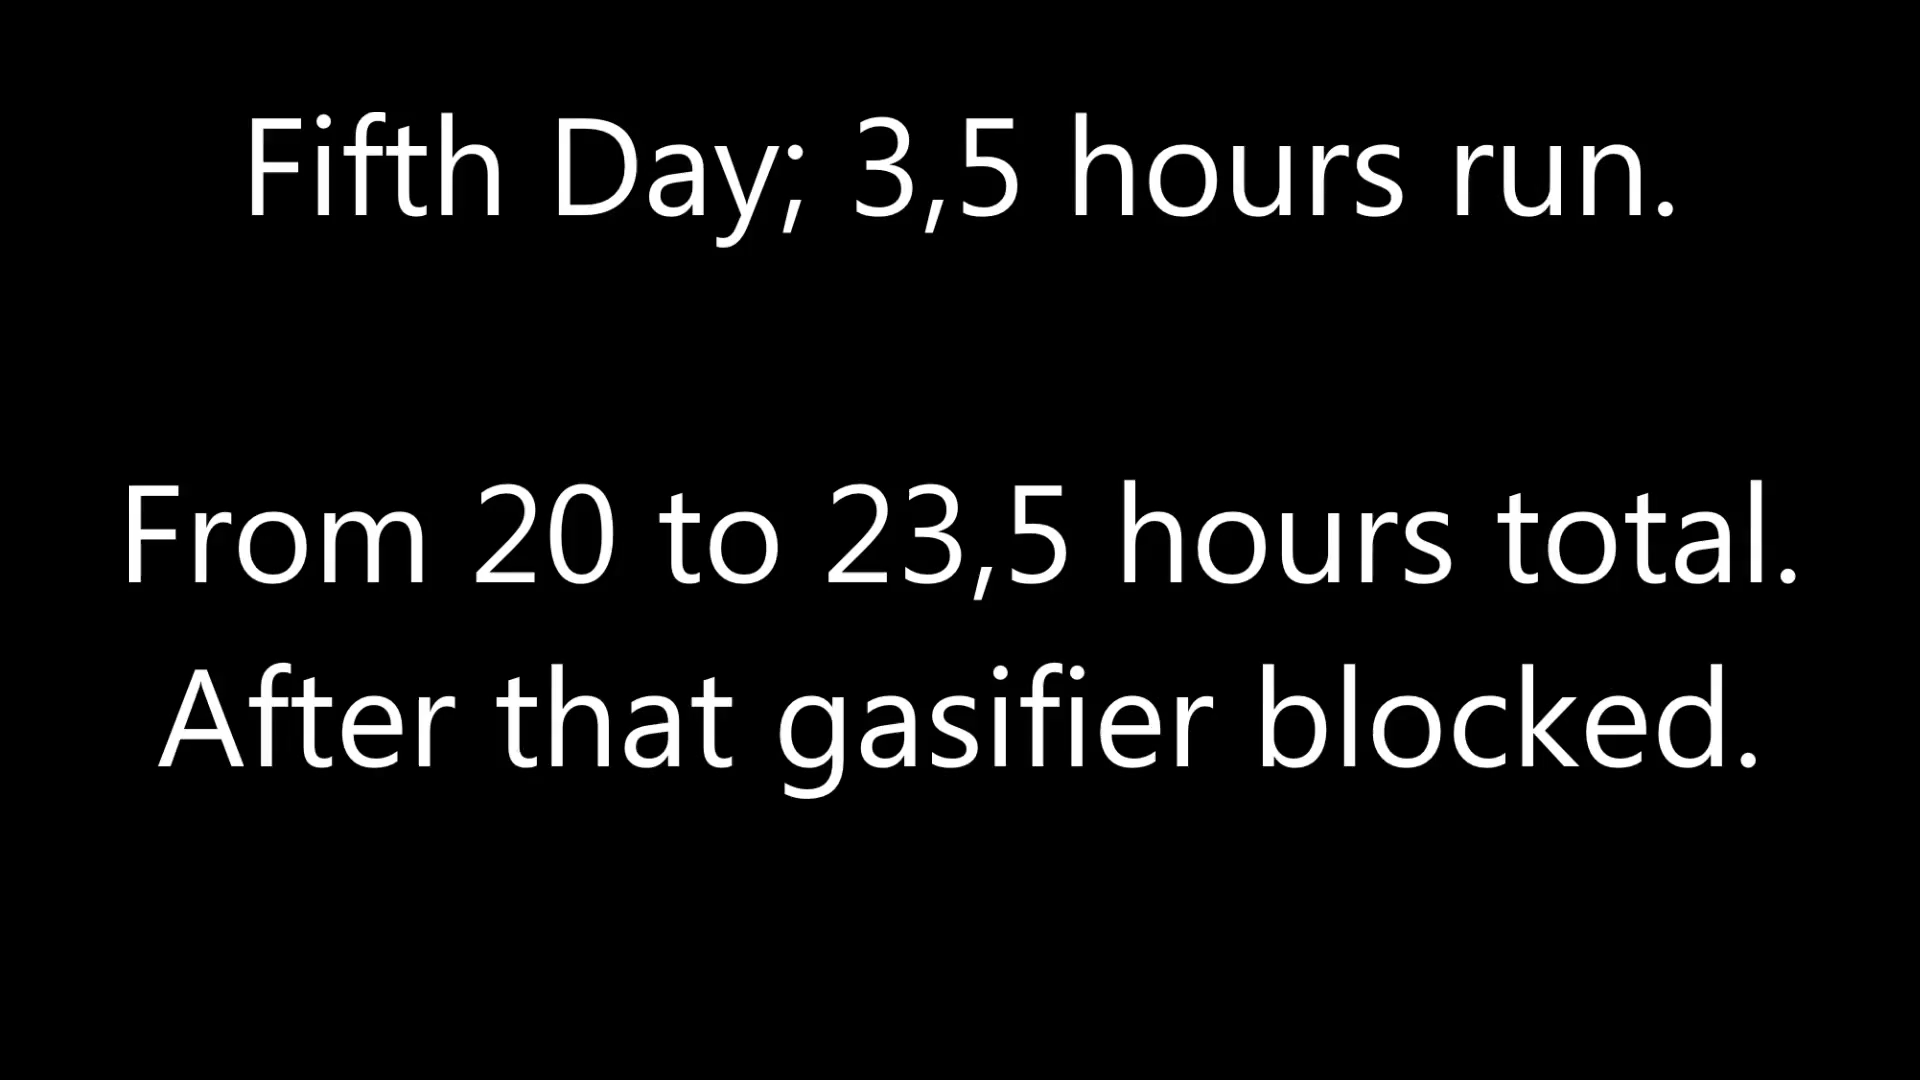 Fifth Day; 3,5 hours run.
From 20 to 23,5 hours total.
After that gasifier blocked.